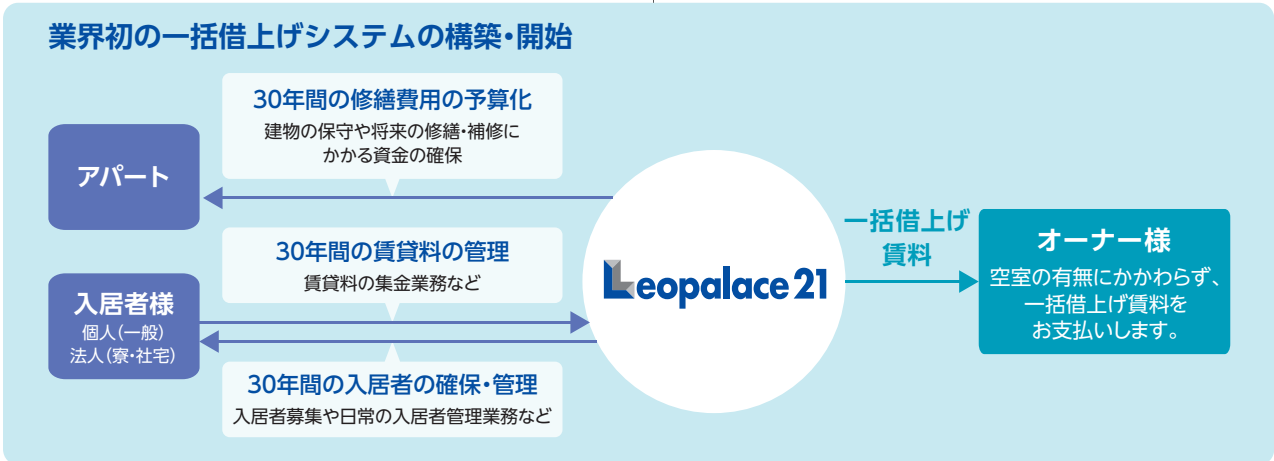 業界初の一括借上げシステムの構築・開始
30年間の修繕費用の予算化
建物の保守や将来の修繕・補修に
かかる資金の確保
アパート
30年間の賃貸料の管理
賃貸料の集金業務など
入居者様
個人(一般)
法人(寮・社宅)
30年間の入居者の確保・管理
入居者募集や日常の入居者管理業務など
Leopalace 21
一括借上げ
賃料
オーナー様
空室の有無にかかわらず、
一括借上げ賃料を
お支払いします。